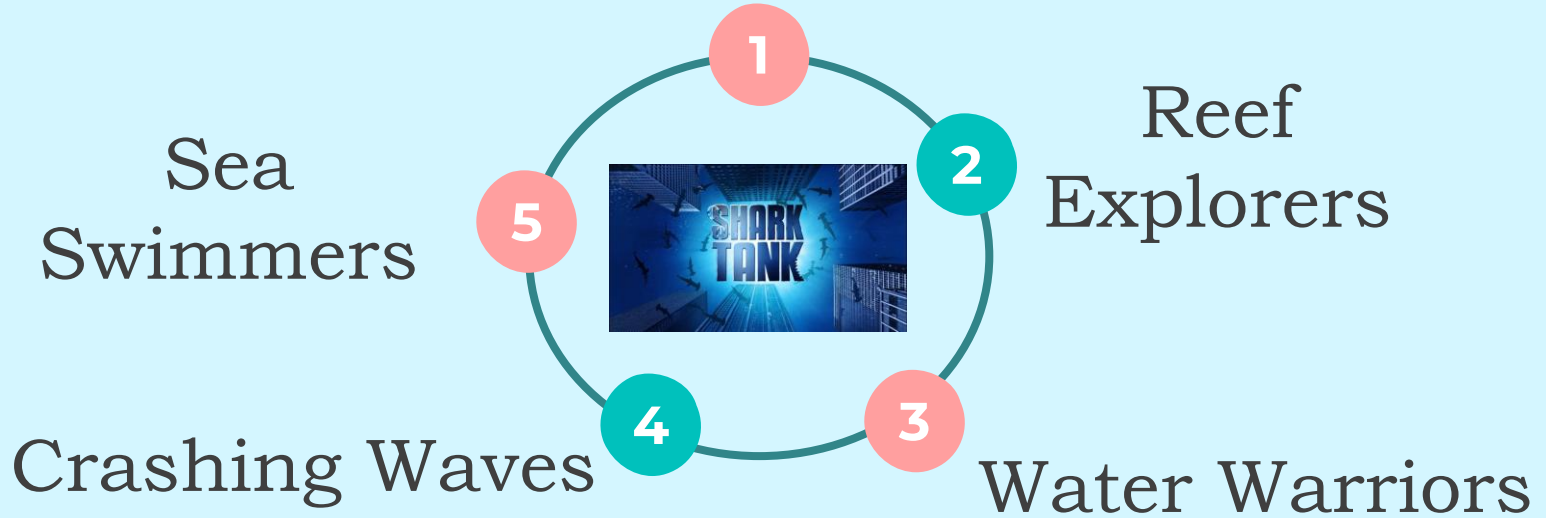 1
2
Reef
Explorers
Sea
Swimmers
5
SHARK
TANK
4
Crashing Waves
3
Water Warriors